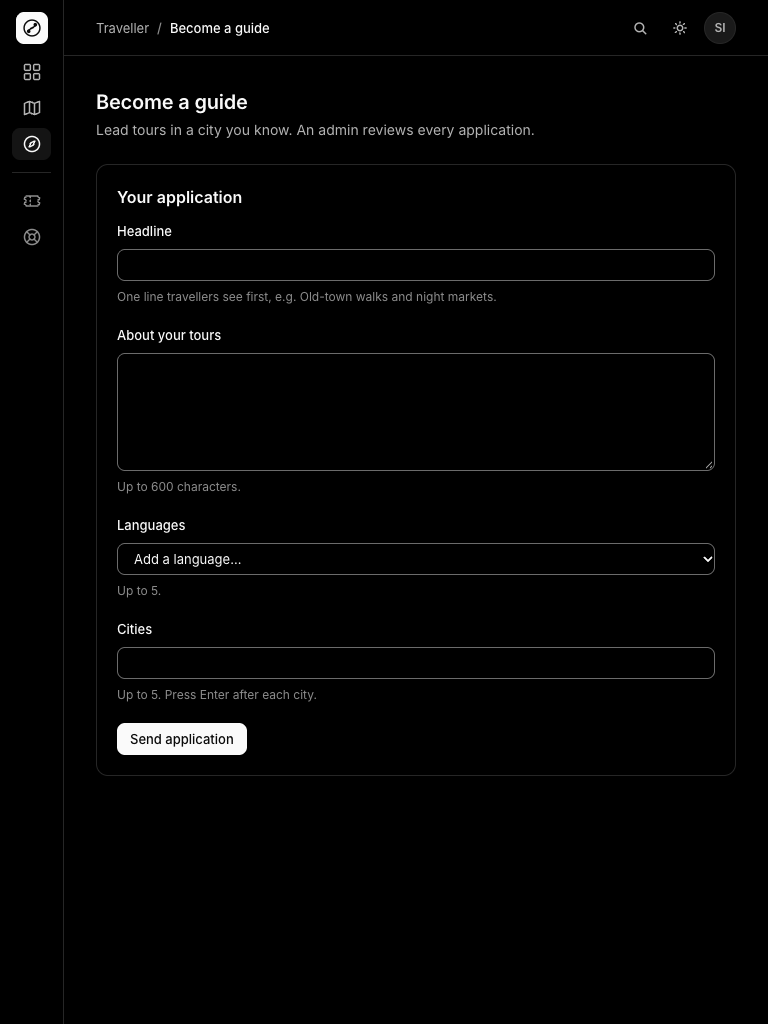 Traveller / Become a guide
SI
Become a guide
Lead tours in a city you know. An admin reviews every application.
Your application
Headline
One line travellers see first, e.g. Old-town walks and night markets.
About your tours
Up to 600 characters.
Languages
Add a language...
Up to 5.
Cities
Up to 5. Press Enter after each city.
Send application